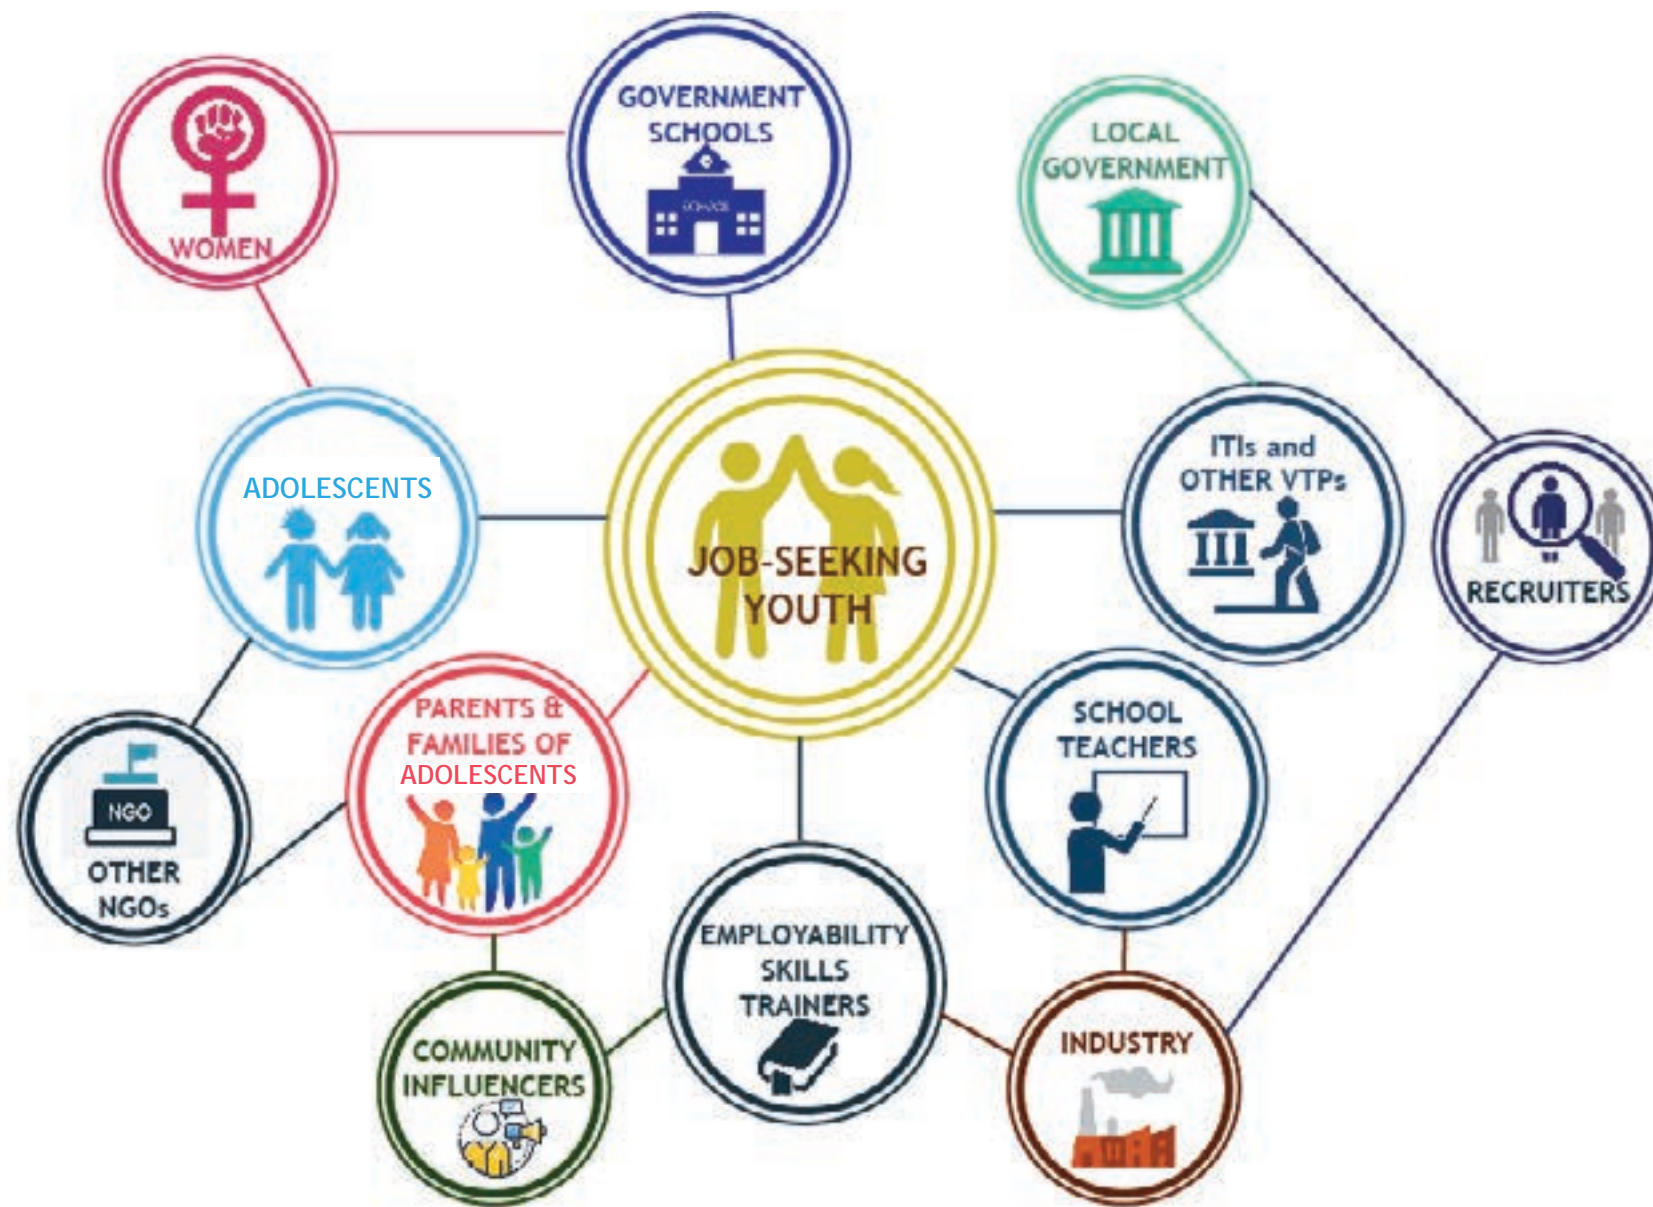 WOMEN
GOVERNMENT
SCHOOLS
SCHOOL
LOCAL
GOVERNMENT
ADOLESCENTS
JOB-SEEKING
YOUTH
ITIs and
OTHER VTPs
RECRUITERS
PARENTS &
FAMILIES OF
ADOLESCENTS
SCHOOL
TEACHERS
NGO
OTHER
NGOs
EMPLOYABILITY
SKILLS
TRAINERS
COMMUNITY
INFLUENCERS
INDUSTRY